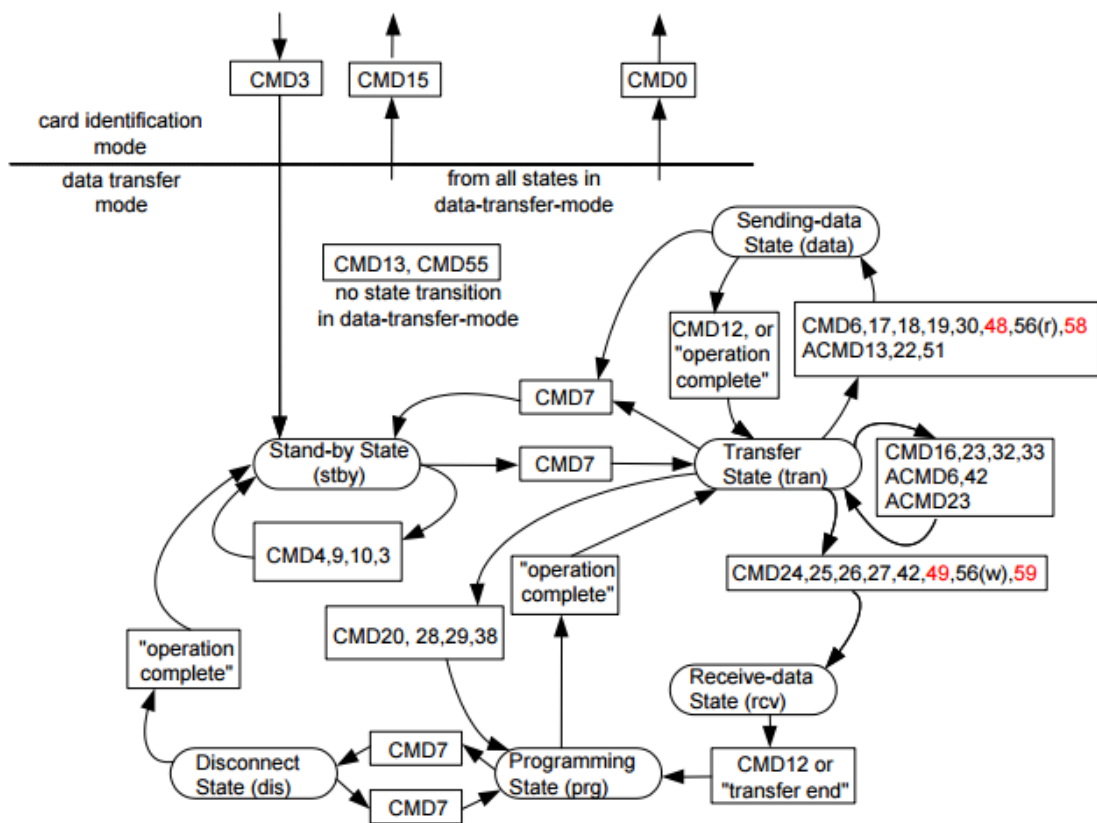 CMD3
CMD15
CMD0
card identification
mode
data transfer
mode
from all states in
data-transfer-mode
Sending-data
State (data)
CMD13, CMD55
no state transition
in data-transfer-mode
CMD12, or
"operation
complete"
CMD6,17,18,19,30,48,56(r),58
ACMD13,22,51
CMD7
Stand-by State
(stby)
CMD7
Transfer
State (tran)
CMD16,23,32,33
ACMD6,42
ACMD23
CMD4,9,10,3
"operation
complete"
CMD24,25,26,27,42,49,56(w),59
CMD20, 28,29,38
"operation
complete"
Receive-data
State (rcv)
Disconnect
State (dis)
CMD7
CMD7
Programming
State (prg)
CMD12 or
"transfer end"